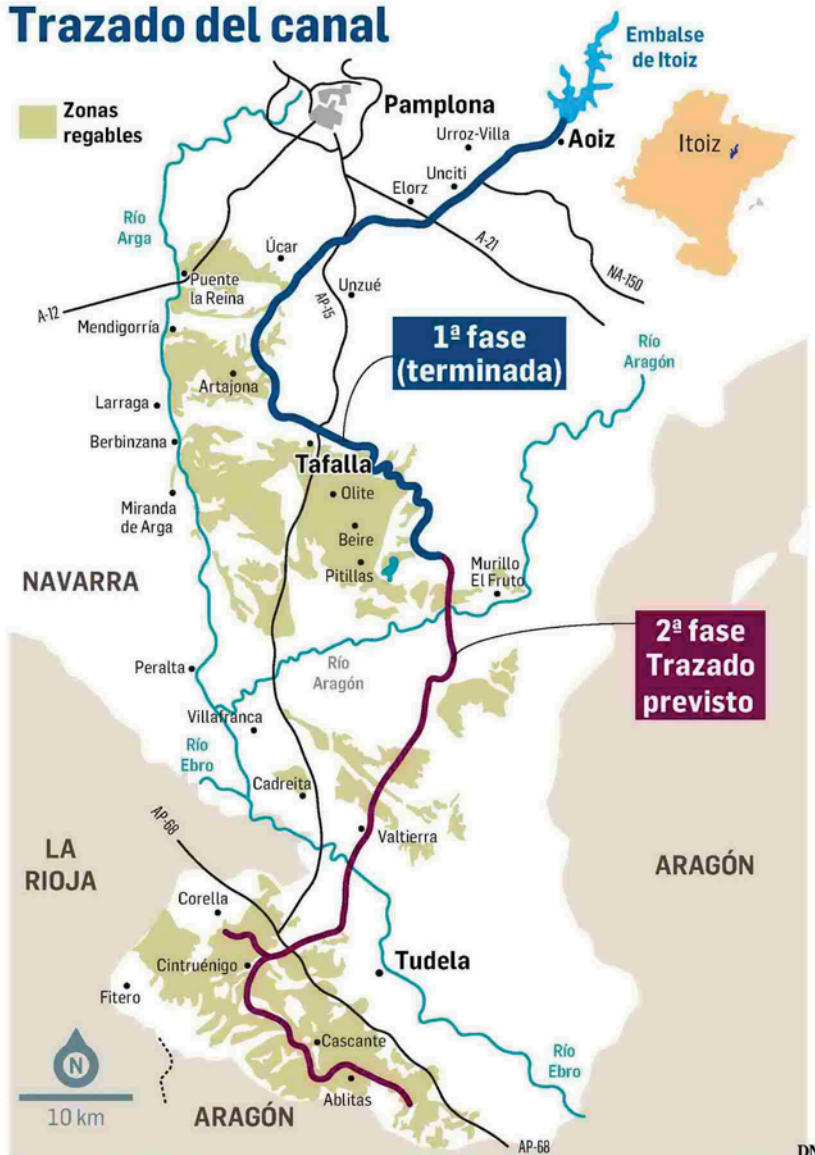 Trazado del canal
Embalse
de Itoiz
Zonas
regables
Pamplona
Urroz-Villa
Aoiz
Itoiz
Unciti
Elorz
Río
Arga
Úcar
A-21
NA-150
Puente
la Reina
Unzué
AP-15
A-12
Mendigorría
1ª fase
(terminada)
Río
Aragón
Artajona
Larraga
Berbinzana
Tafalla
Olite
Miranda
de Arga
Beire
Pitillas
Murillo
El Fruto
NAVARRA
2ª fase
Trazado
previsto
Peralta
Río
Aragón
Villafranca
Río
Ebro
Cadreita
AP-68
Valtierra
LA
RIOJA
ARAGÓN
Corella
Cintruénigo
Tudela
Fitero
Cascante
N
Río
Ebro
10 km
Ablitas
ARAGÓN
AP-68
DN